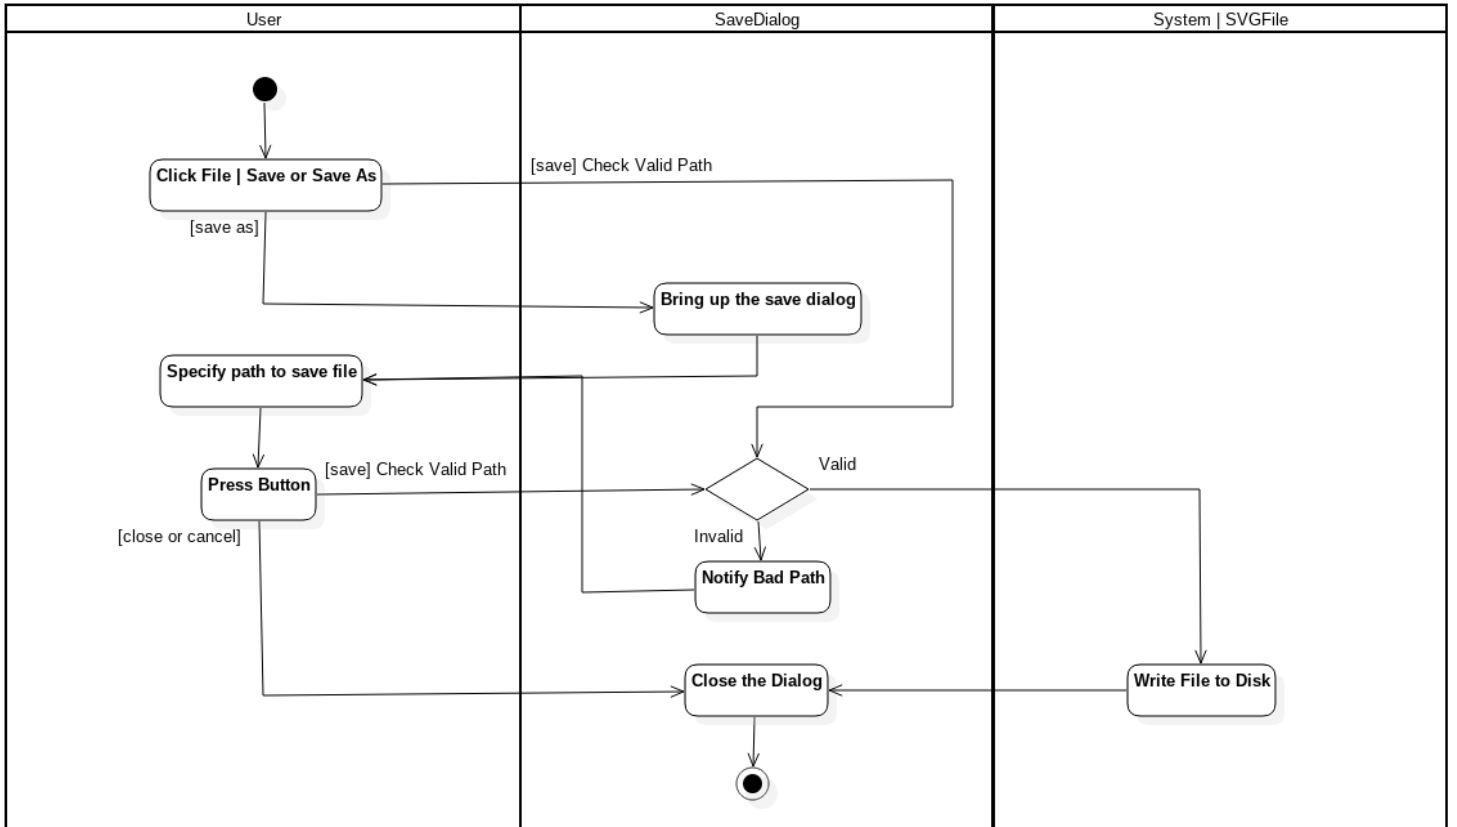 User
SaveDialog
System | SVGFile
[save] Check Valid Path
Click File | Save or Save As
[save as]
Bring up the save dialog
Specify path to save file
Valid
[save] Check Valid Path
Press Button
[close or cancel]
Invalid
Notify Bad Path
Close the Dialog
Write File to Disk